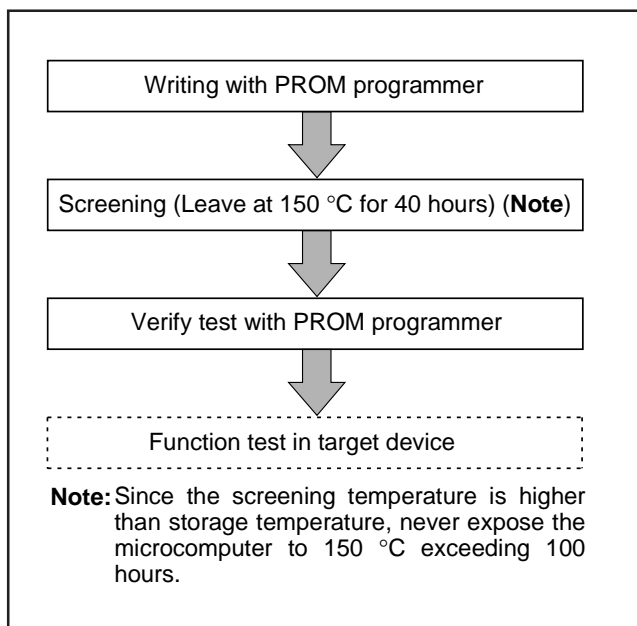 Writing with PROM programmer
Screening (Leave at 150 °C for 40 hours) (Note)
Verify test with PROM programmer
Function test in target device
Note: Since the screening temperature is higher
than storage temperature, never expose the
microcomputer to 150 °C exceeding 100
hours.